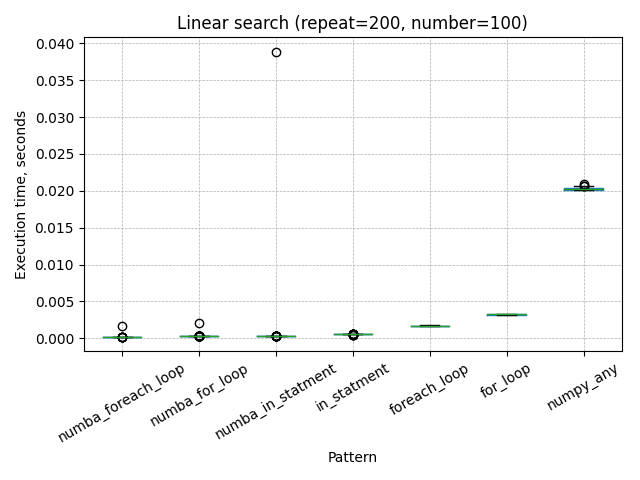 Linear search (repeat=200, number=100)
0.040
0.035
0.030
0.025
0.020
0.015
0.010
0.005
0.000
Execution time, seconds
numba_foreach_loop
numba_for_loop
numba_in_statment
in_statment
foreach_loop
for_loop
numpy_any
Pattern